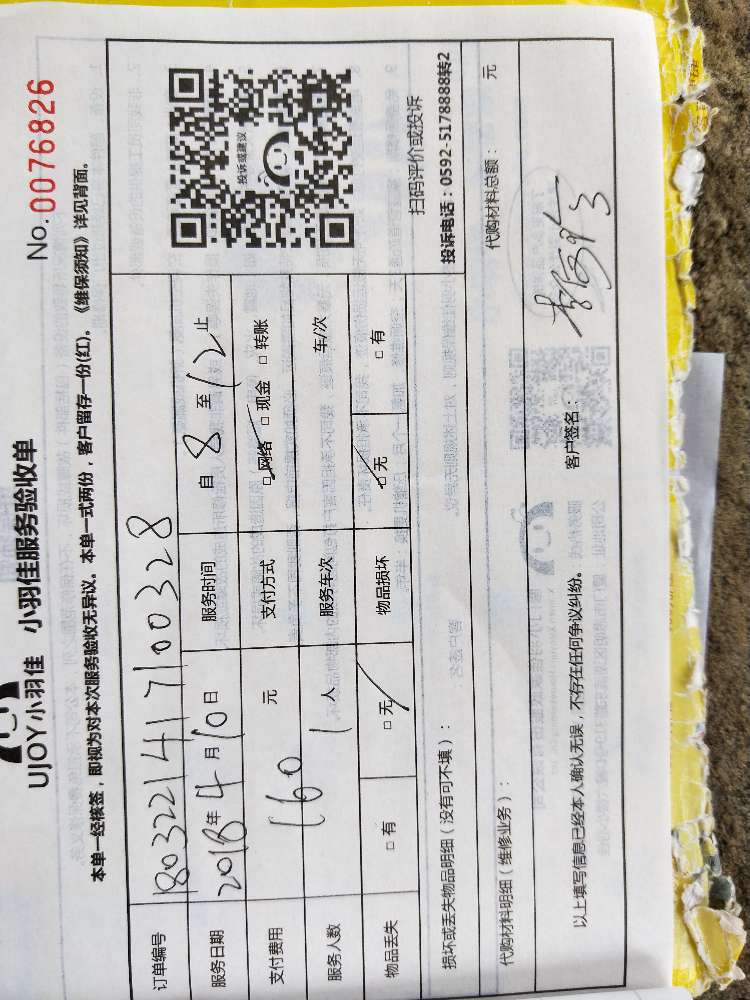 UJOY小羽佳 小羽佳服务验收单 No.0076826
本单一经核签，即视为对本次服务验收无异议。本单一式两份，客户留存一份(红)。《维保须知》详见背面。
订单编号 1803221417100328
服务日期 2018年4月10日 服务时间 自8至12止
支付费用 160元 支付方式 □网络 □现金 □转账
服务人数 1人 服务车次 车/次
物品丢失 □有 □无 物品损坏 □无 □有
投诉或建议
扫码评价或投诉
投诉电话：0592-5178888转2
损坏或丢失物品明细（没有可不填）：
代购材料明细（维修业务）： 代购材料总额： 元
以上填写信息已经本人确认无误，不存在任何争议纠纷。 客户签名：